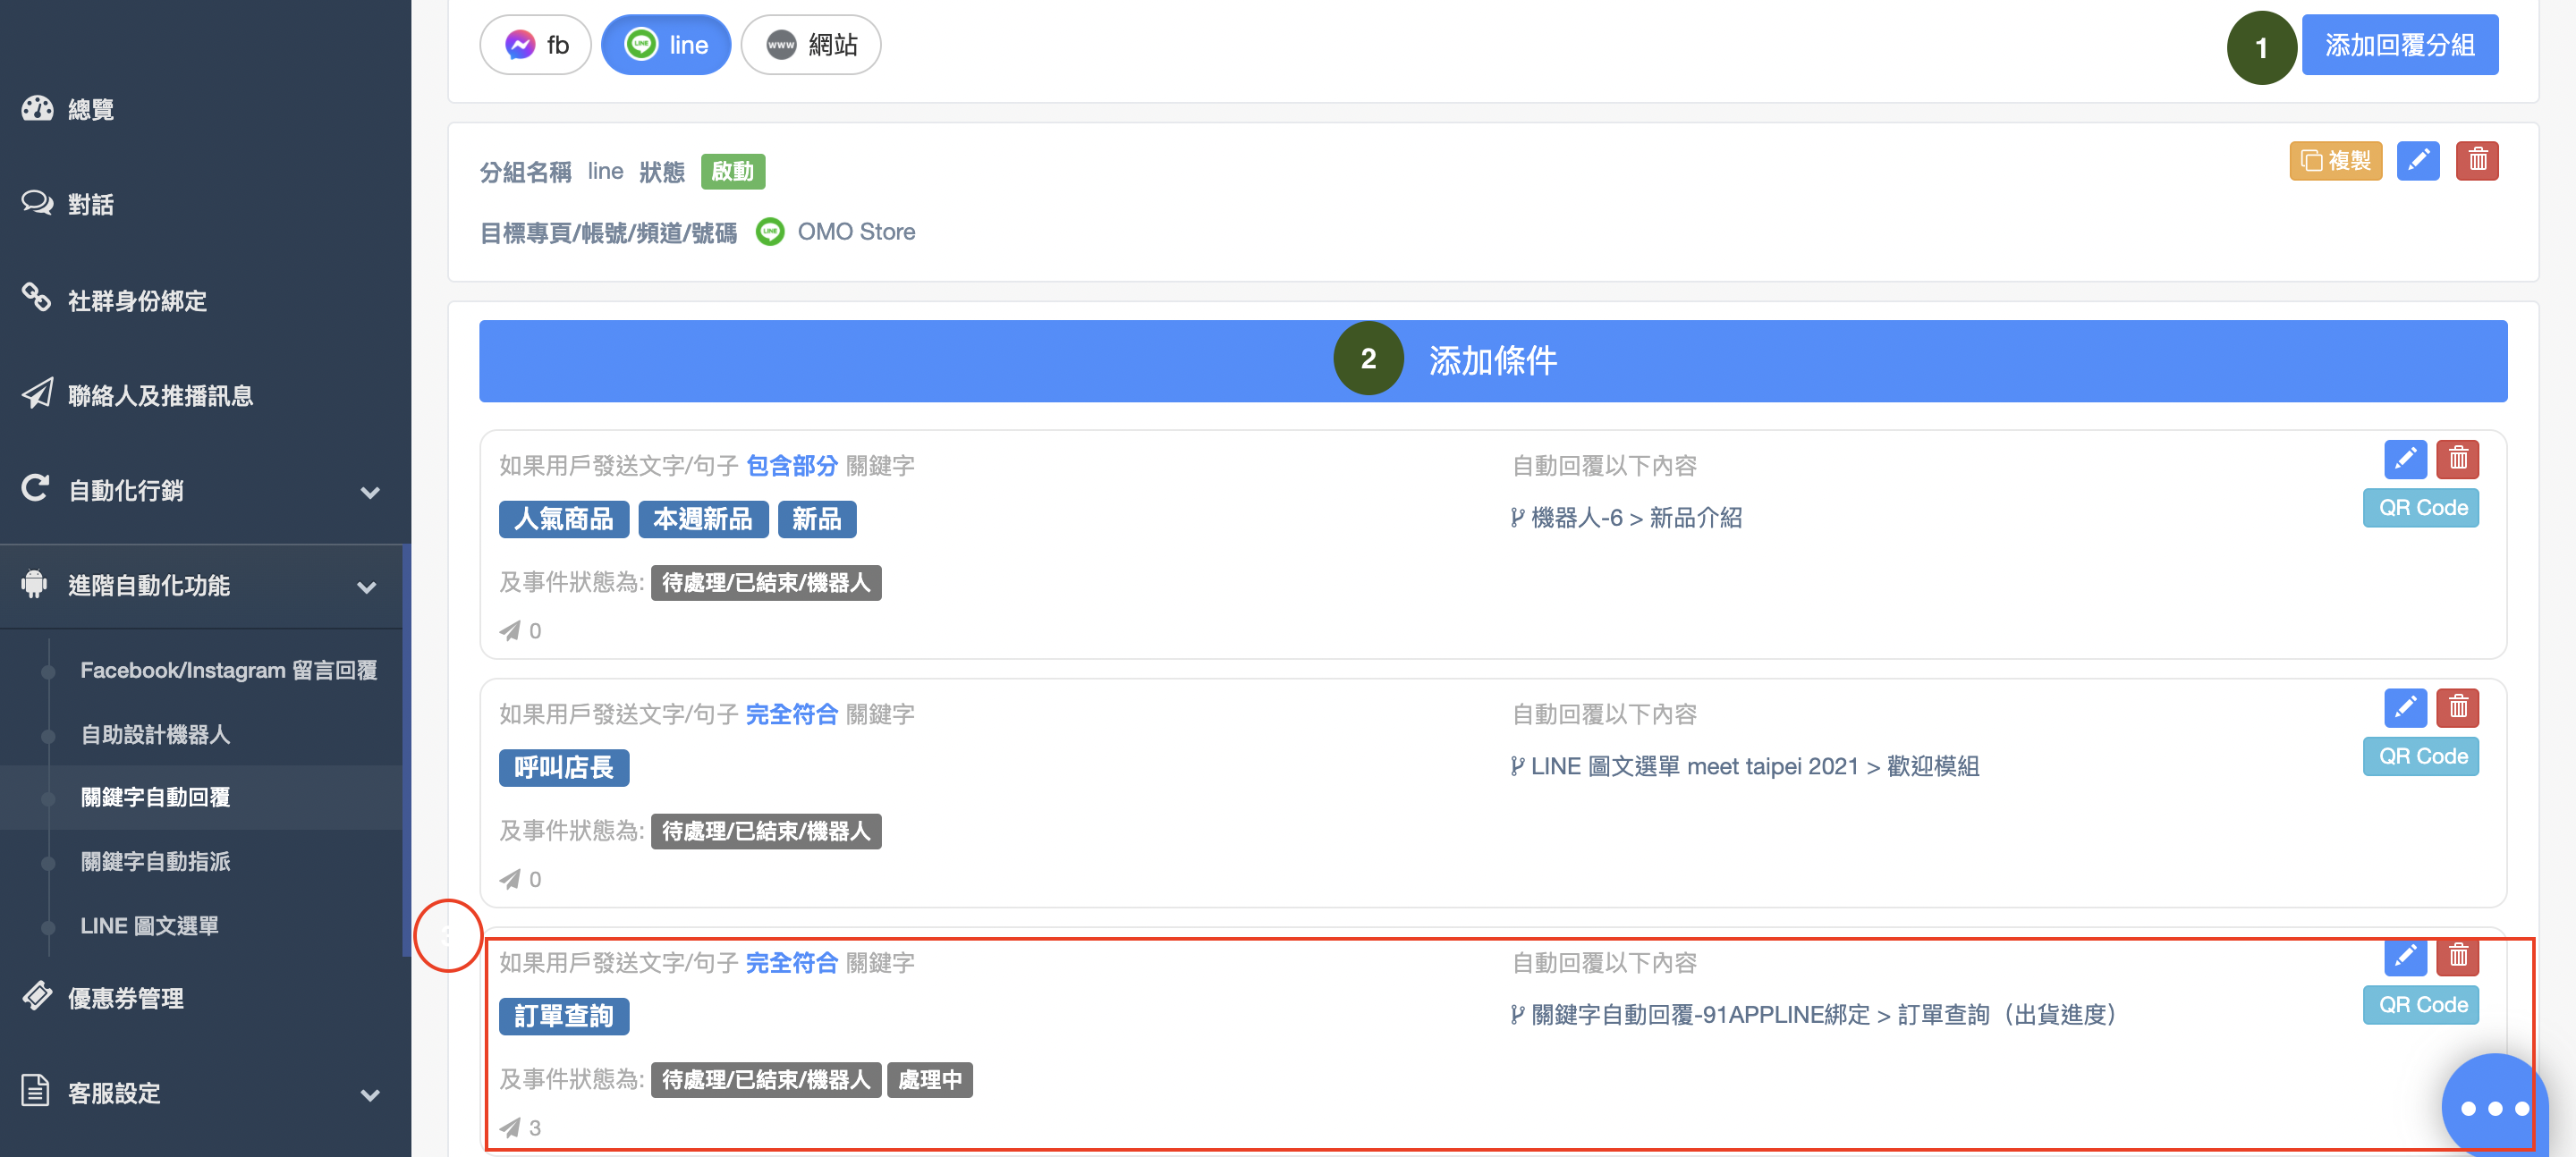 總覽
對話
社群身份綁定
聯絡人及推播訊息
自動化行銷
進階自動化功能
Facebook/Instagram 留言回覆
自助設計機器人
關鍵字自動回覆
關鍵字自動指派
LINE 圖文選單
優惠券管理
客服設定
fb LINE line www 網站
1 添加回覆分組
分組名稱 line 狀態 啟動
複製
目標專頁/帳號/頻道/號碼 LINE OMO Store
2 添加條件
如果用戶發送文字/句子 包含部分 關鍵字
人氣商品 本週新品 新品
及事件狀態為: 待處理/已結束/機器人
0
自動回覆以下內容
機器人-6 > 新品介紹
QR Code
如果用戶發送文字/句子 完全符合 關鍵字
呼叫店長
及事件狀態為: 待處理/已結束/機器人
0
自動回覆以下內容
LINE 圖文選單 meet taipei 2021 > 歡迎模組
QR Code
3
如果用戶發送文字/句子 完全符合 關鍵字
訂單查詢
及事件狀態為: 待處理/已結束/機器人 處理中
3
自動回覆以下內容
關鍵字自動回覆-91APPLINE綁定 > 訂單查詢（出貨進度）
QR Code